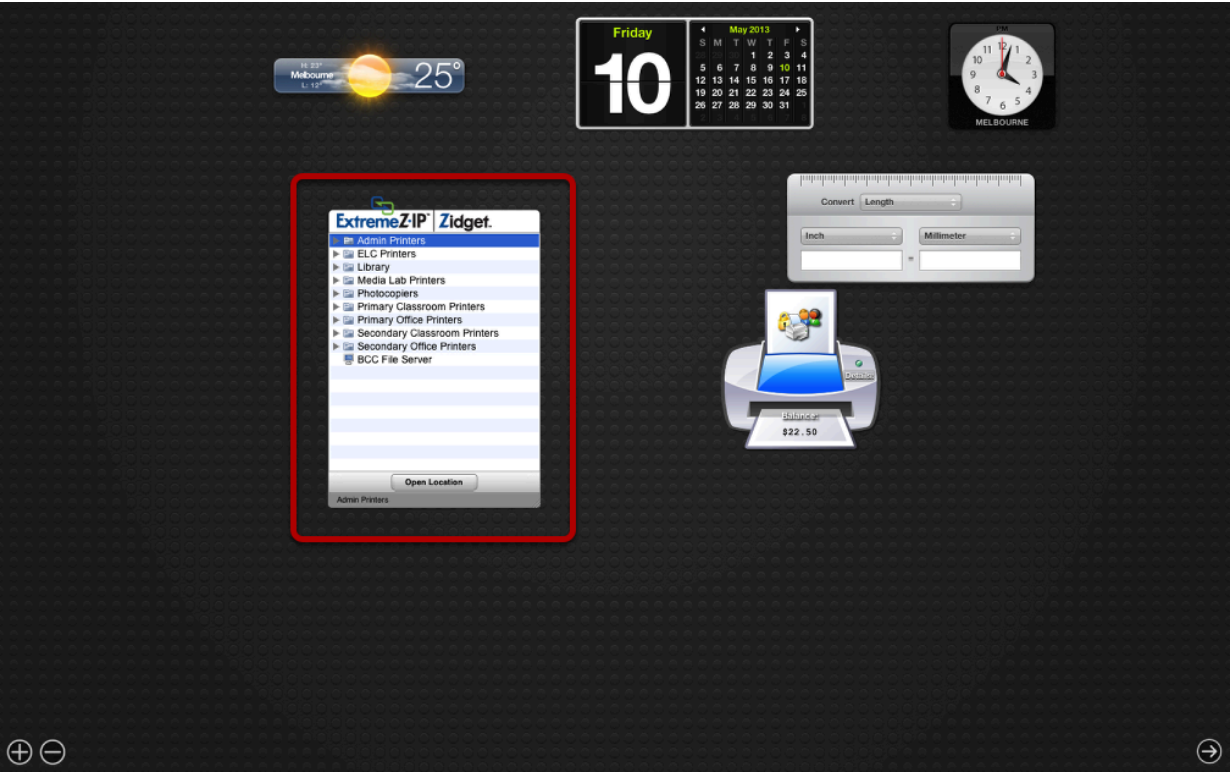 H: 23°
Melbourne
L: 12°
25°
Friday
10
May 2013
S M T W T F S
1 2 3 4
5 6 7 8 9 10 11
12 13 14 15 16 17 18
19 20 21 22 23 24 25
26 27 28 29 30 31
PM
11 12 1
10 2
9 3
8 4
7 6 5
MELBOURNE
ExtremeZ-IP® Zidget™
Admin Printers
ELC Printers
Library
Media Lab Printers
Photocopiers
Primary Classroom Printers
Primary Office Printers
Secondary Classroom Printers
Secondary Office Printers
BCC File Server
Open Location
Admin Printers
Convert Length
Inch Millimeter
=
Details
Balance:
$22.50